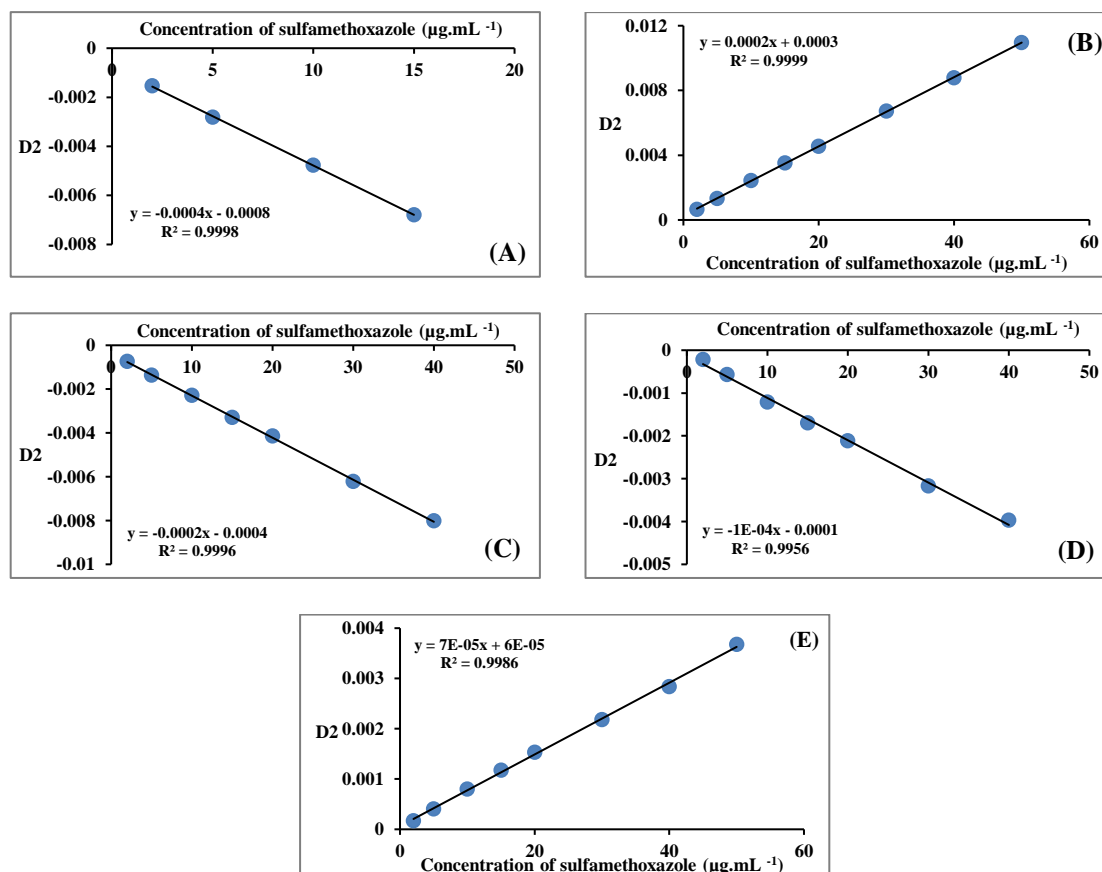 Concentration of sulfamethoxazole (µg.mL -1)
0
0 5 10 15 20
-0.002
-0.004
-0.006
-0.008
D2
y = -0.0004x - 0.0008
R² = 0.9998
(A)
0.012
0.008
0.004
0
D2
y = 0.0002x + 0.0003
R² = 0.9999
(B)
0 20 40 60
Concentration of sulfamethoxazole (µg.mL -1)
Concentration of sulfamethoxazole (µg.mL -1)
0
0 10 20 30 40 50
-0.002
-0.004
-0.006
-0.008
-0.01
D2
y = -0.0002x - 0.0004
R² = 0.9996
(C)
Concentration of sulfamethoxazole (µg.mL -1)
0
0 10 20 30 40 50
-0.001
-0.002
-0.003
-0.004
-0.005
D2
y = -1E-04x - 0.0001
R² = 0.9956
(D)
0.004
0.003
0.002
0.001
0
D2
y = 7E-05x + 6E-05
R² = 0.9986
(E)
0 20 40 60
Concentration of sulfamethoxazole (µg.mL -1)